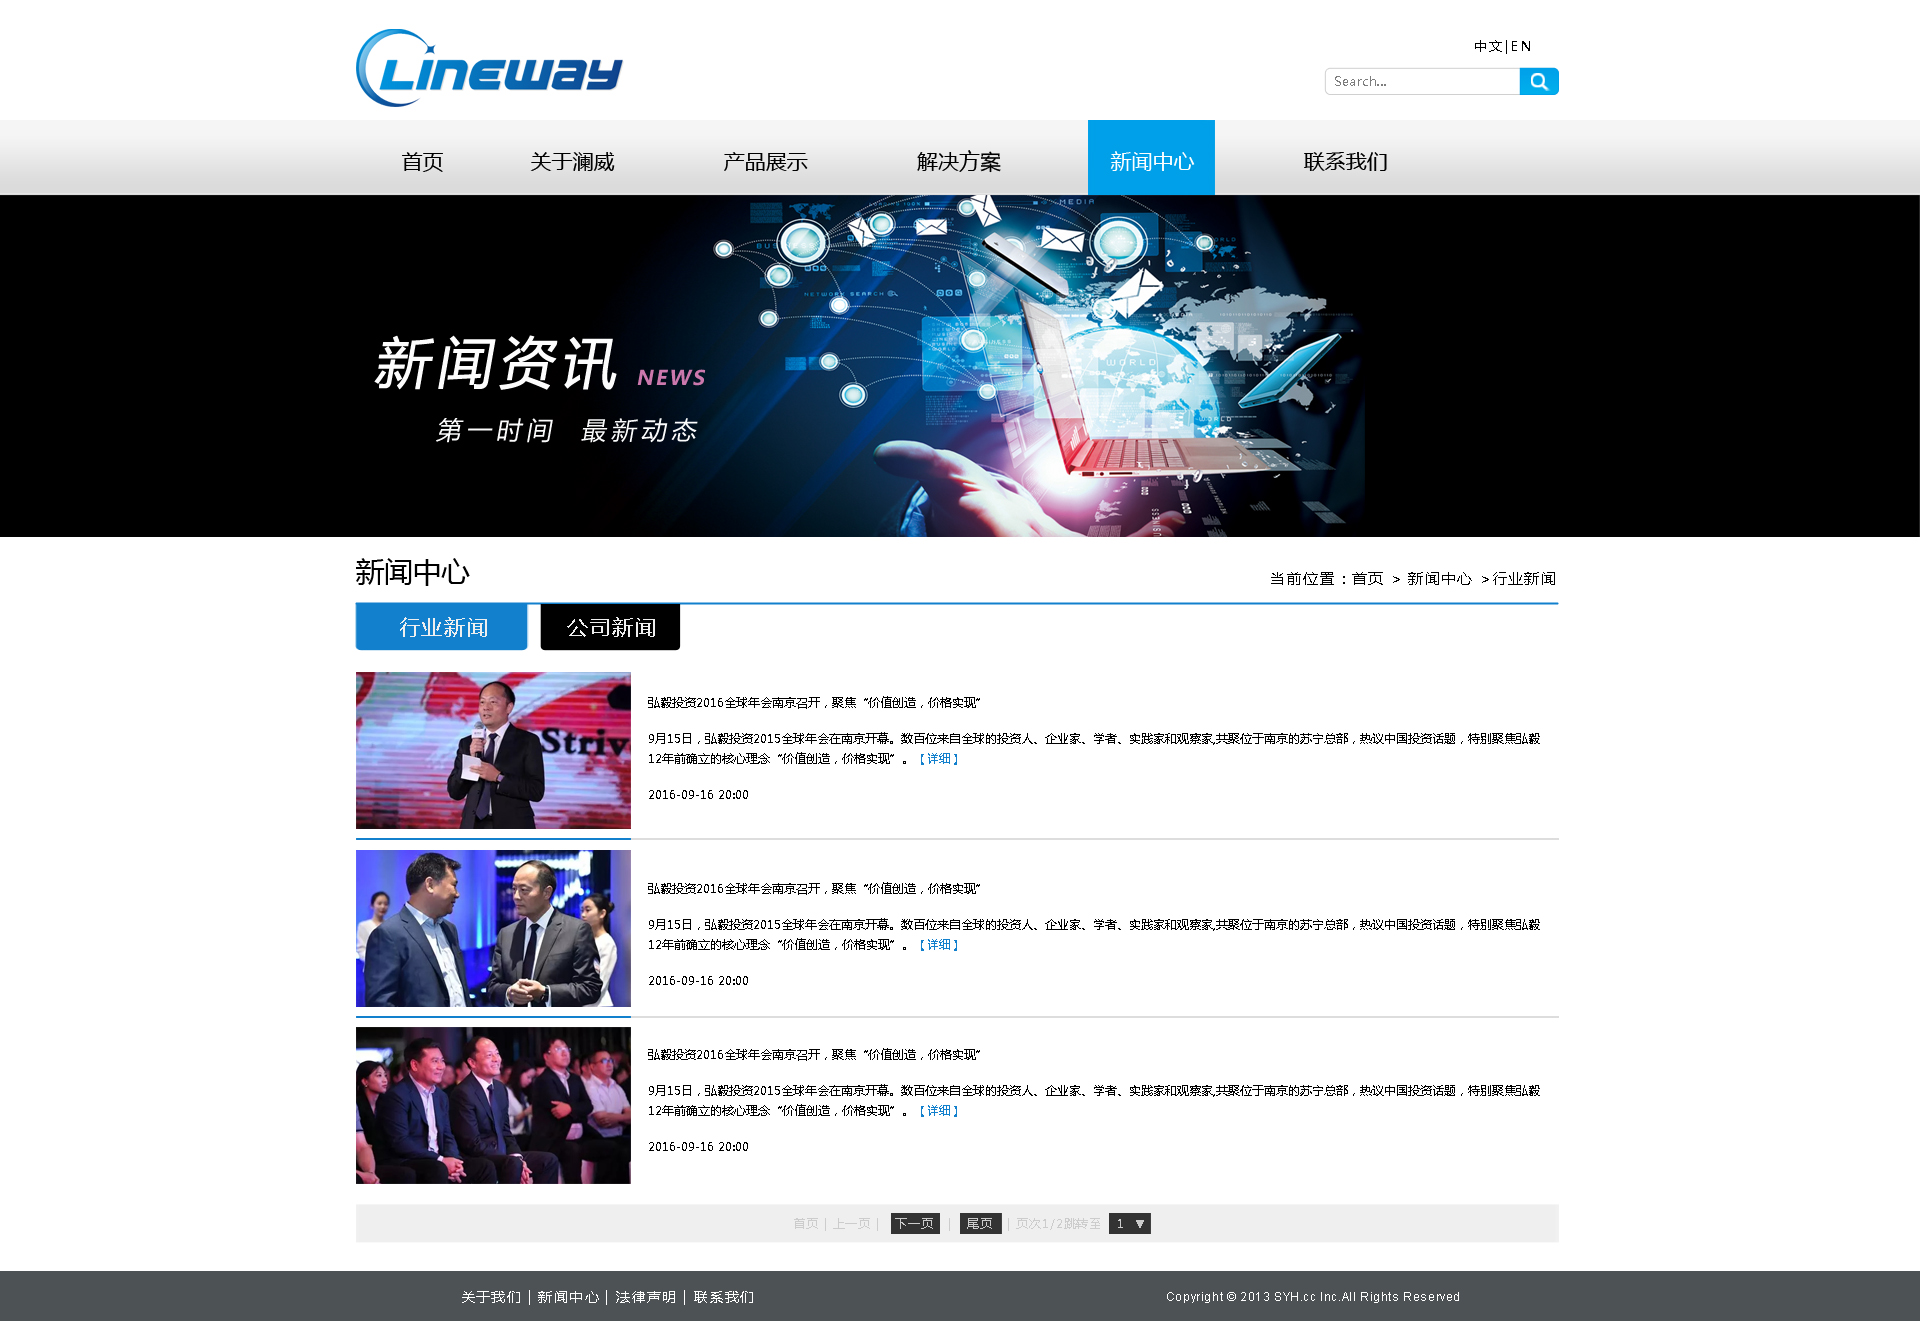 Lineway
中文|EN
Search...
首页 关于澜威 产品展示 解决方案 新闻中心 联系我们
MEDIA
NETWORK SEARCH
WORLD
BUSINESS
新闻资讯 NEWS
第一时间 最新动态
新闻中心
当前位置：首页 > 新闻中心 >行业新闻
行业新闻 公司新闻
Striv
弘毅投资2016全球年会南京召开，聚焦“价值创造，价格实现”
9月15日，弘毅投资2015全球年会在南京开幕。数百位来自全球的投资人、企业家、学者、实践家和观察家,共聚位于南京的苏宁总部，热议中国投资话题，特别聚焦弘毅
12年前确立的核心理念“价值创造，价格实现”。【详细】
2016-09-16 20:00
弘毅投资2016全球年会南京召开，聚焦“价值创造，价格实现”
9月15日，弘毅投资2015全球年会在南京开幕。数百位来自全球的投资人、企业家、学者、实践家和观察家,共聚位于南京的苏宁总部，热议中国投资话题，特别聚焦弘毅
12年前确立的核心理念“价值创造，价格实现”。【详细】
2016-09-16 20:00
弘毅投资2016全球年会南京召开，聚焦“价值创造，价格实现”
9月15日，弘毅投资2015全球年会在南京开幕。数百位来自全球的投资人、企业家、学者、实践家和观察家,共聚位于南京的苏宁总部，热议中国投资话题，特别聚焦弘毅
12年前确立的核心理念“价值创造，价格实现”。【详细】
2016-09-16 20:00
首页 | 上一页 | 下一页 | 尾页 | 页次1/2跳转至 1 ▼
关于我们 | 新闻中心 | 法律声明 | 联系我们
Copyright © 2013 SYH.cc Inc.All Rights Reserved